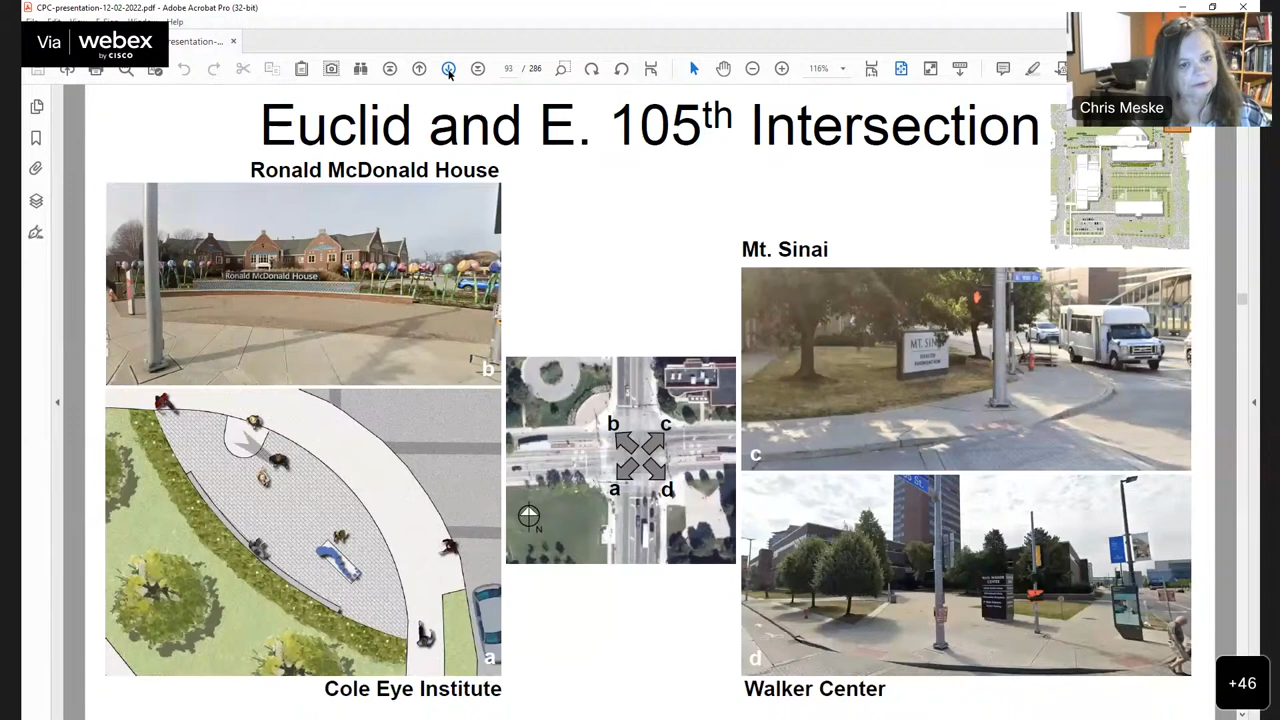 CPC-presentation-12-02-2022.pdf - Adobe Acrobat Pro (32-bit)
Help
Via webex
by CISCO
resentation-...
93 / 286
116%
Chris Meske
Euclid and E. 105th Intersection
Ronald McDonald House
Ronald McDonald House
b
Mt. Sinai
MT. SINAI
c
b
c
a
d
N
a
d
Cole Eye Institute
Walker Center
+46